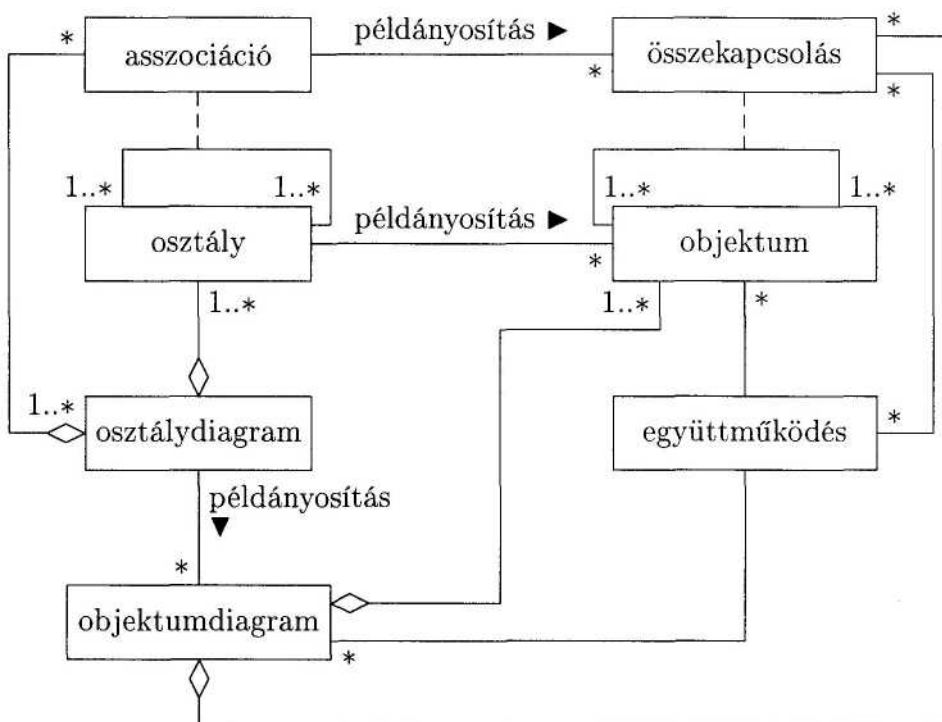 * asszociáció példányosítás ► * összekapcsolás * *
1..* 1..* 1..* 1..*
osztály példányosítás ► * objektum
1..* 1..* *
1..* osztálydiagram együttműködés *
példányosítás
▼
*
objektumdiagram *